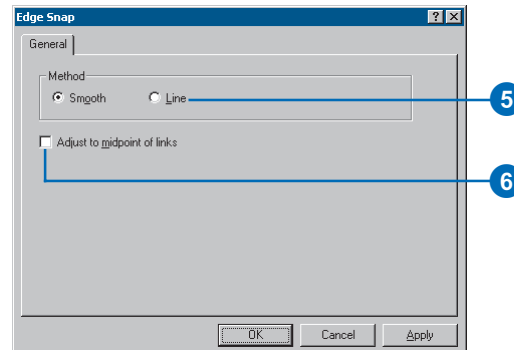 Edge Snap ? ×
General
Method
Smooth Line
5
Adjust to midpoint of links
6
OK Cancel Apply